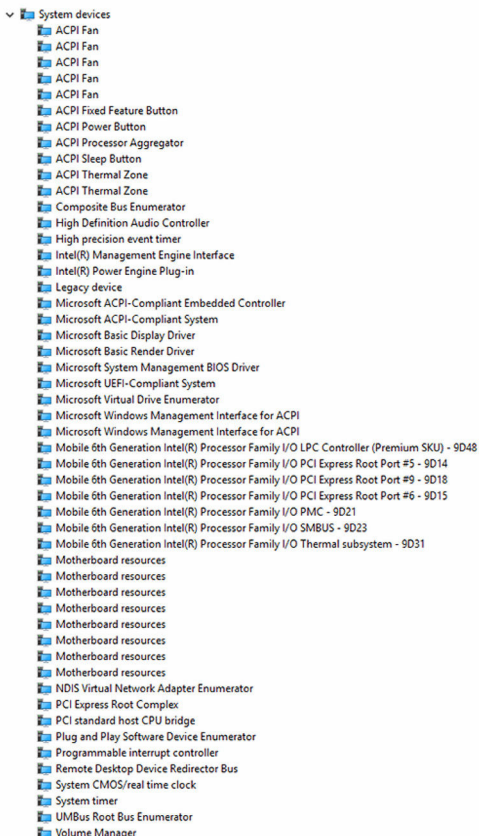 System devices
ACPI Fan
ACPI Fan
ACPI Fan
ACPI Fan
ACPI Fan
ACPI Fixed Feature Button
ACPI Power Button
ACPI Processor Aggregator
ACPI Sleep Button
ACPI Thermal Zone
ACPI Thermal Zone
Composite Bus Enumerator
High Definition Audio Controller
High precision event timer
Intel(R) Management Engine Interface
Intel(R) Power Engine Plug-in
Legacy device
Microsoft ACPI-Compliant Embedded Controller
Microsoft ACPI-Compliant System
Microsoft Basic Display Driver
Microsoft Basic Render Driver
Microsoft System Management BIOS Driver
Microsoft UEFI-Compliant System
Microsoft Virtual Drive Enumerator
Microsoft Windows Management Interface for ACPI
Microsoft Windows Management Interface for ACPI
Mobile 6th Generation Intel(R) Processor Family I/O LPC Controller (Premium SKU) - 9D48
Mobile 6th Generation Intel(R) Processor Family I/O PCI Express Root Port #5 - 9D14
Mobile 6th Generation Intel(R) Processor Family I/O PCI Express Root Port #9 - 9D18
Mobile 6th Generation Intel(R) Processor Family I/O PCI Express Root Port #6 - 9D15
Mobile 6th Generation Intel(R) Processor Family I/O PMC - 9D21
Mobile 6th Generation Intel(R) Processor Family I/O SMBUS - 9D23
Mobile 6th Generation Intel(R) Processor Family I/O Thermal subsystem - 9D31
Motherboard resources
Motherboard resources
Motherboard resources
Motherboard resources
Motherboard resources
Motherboard resources
Motherboard resources
Motherboard resources
NDIS Virtual Network Adapter Enumerator
PCI Express Root Complex
PCI standard host CPU bridge
Plug and Play Software Device Enumerator
Programmable interrupt controller
Remote Desktop Device Redirector Bus
System CMOS/real time clock
System timer
UMBus Root Bus Enumerator
Volume Manager